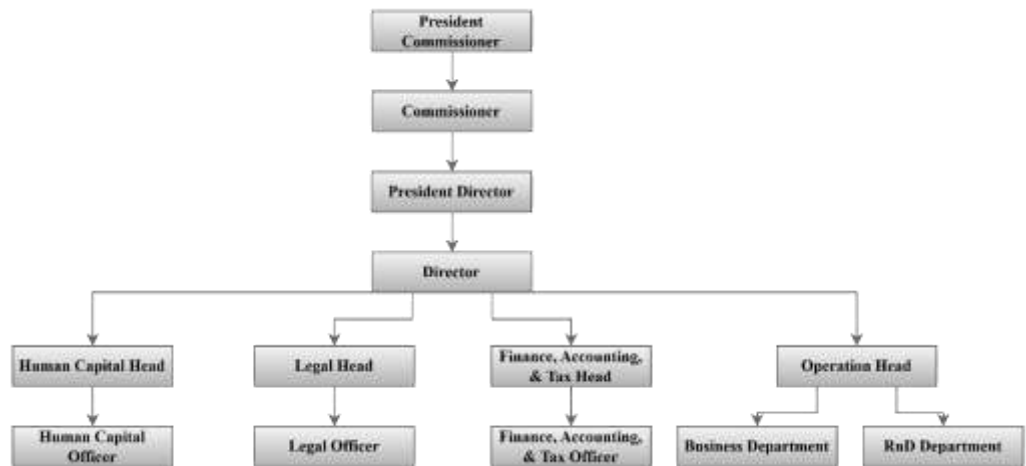 President
Commissioner
Commissioner
President Director
Director
Human Capital Head
Legal Head
Finance, Accounting,
& Tax Head
Operation Head
Human Capital
Officer
Legal Officer
Finance, Accounting,
& Tax Officer
Business Department
RnD Department